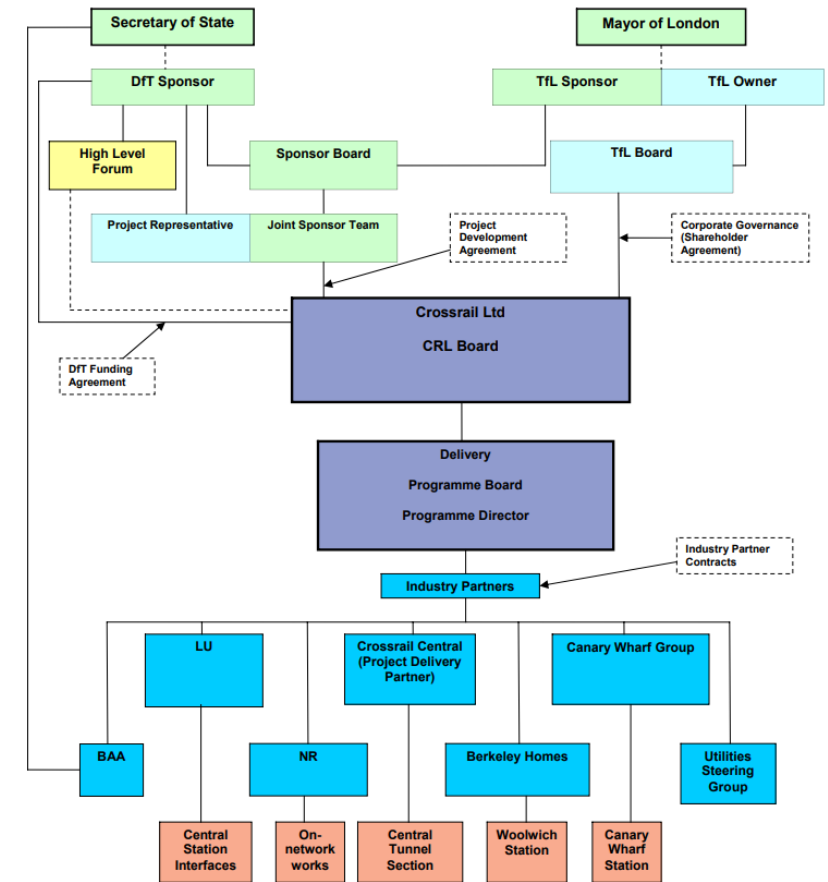 Secretary of State
Mayor of London
DfT Sponsor
TfL Sponsor
TfL Owner
High Level
Forum
Sponsor Board
TfL Board
Project Representative
Joint Sponsor Team
Project
Development
Agreement
Corporate Governance
(Shareholder
Agreement)
Crossrail Ltd
CRL Board
DfT Funding
Agreement
Delivery
Programme Board
Programme Director
Industry Partner
Contracts
Industry Partners
LU
Crossrail Central
(Project Delivery
Partner)
Canary Wharf Group
BAA
NR
Berkeley Homes
Utilities
Steering
Group
Central
Station
Interfaces
On-
network
works
Central
Tunnel
Section
Woolwich
Station
Canary
Wharf
Station